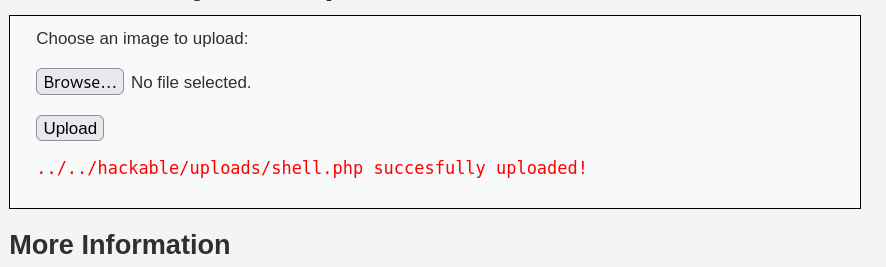 Choose an image to upload:
Browse... No file selected.
Upload
../../hackable/uploads/shell.php succesfully uploaded!
More Information